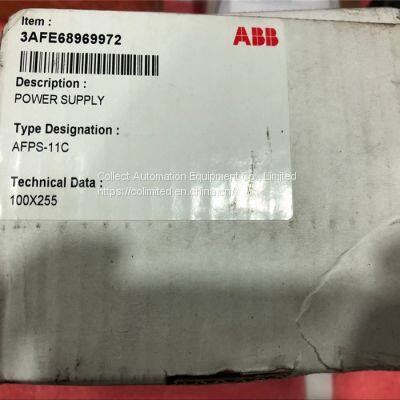 Item :
3AFE68969972
ABB
Description :
POWER SUPPLY
Type Designation :
AFPS-11C
Collect Automation Equipment Co., Limited
https://colimited.en.china.cn/
Technical Data :
100X255